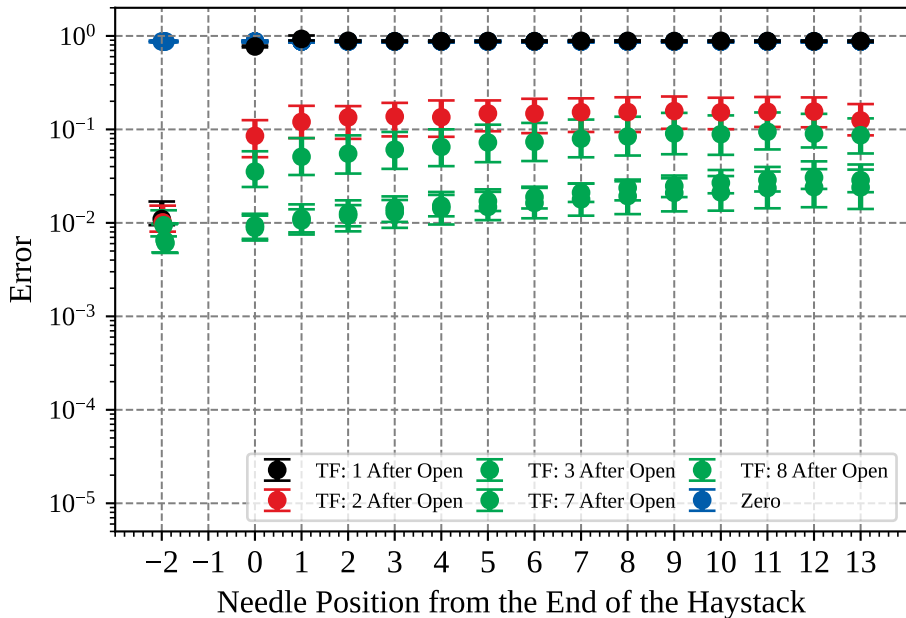 10⁰
10⁻¹
10⁻²
10⁻³
10⁻⁴
10⁻⁵
Error
TF: 1 After Open
TF: 2 After Open
TF: 3 After Open
TF: 7 After Open
TF: 8 After Open
Zero
−2 −1 0 1 2 3 4 5 6 7 8 9 10 11 12 13
Needle Position from the End of the Haystack